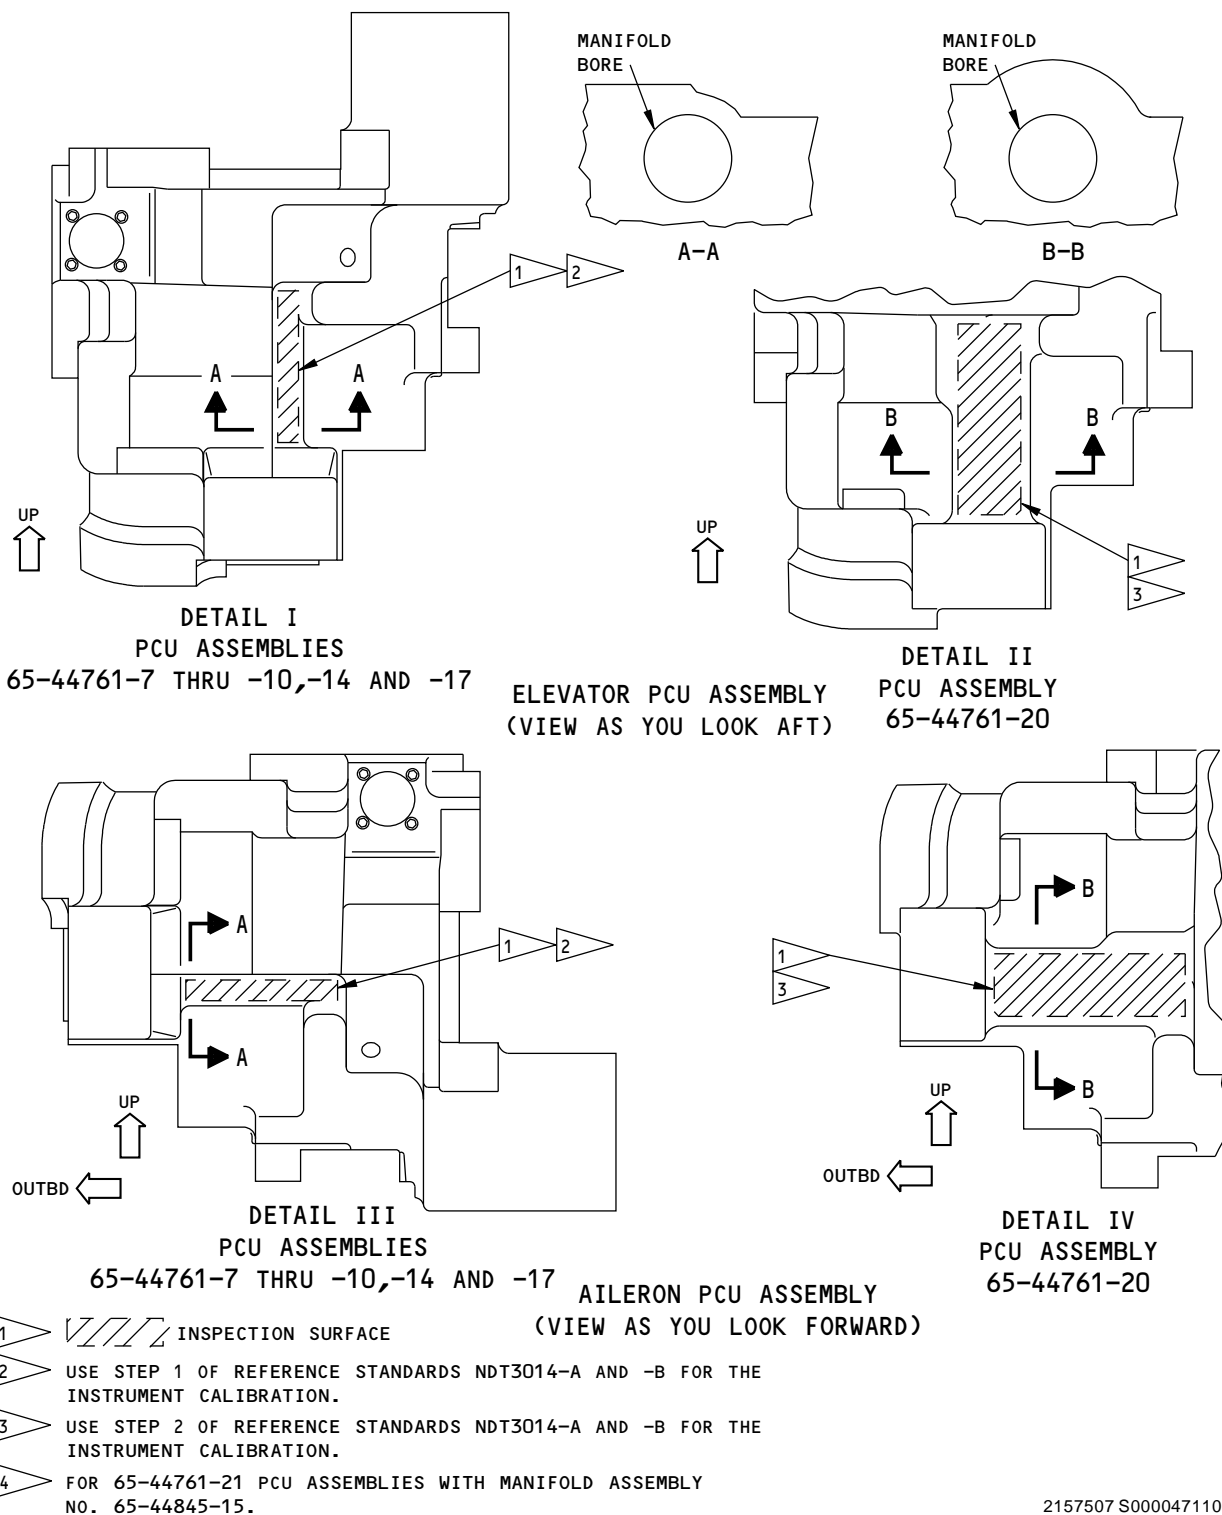 MANIFOLD
BORE
MANIFOLD
BORE
A-A
B-B
1
2
A
A
B
B
UP
UP
1
3
DETAIL I
PCU ASSEMBLIES
65-44761-7 THRU -10,-14 AND -17
DETAIL II
PCU ASSEMBLY
65-44761-20
ELEVATOR PCU ASSEMBLY
(VIEW AS YOU LOOK AFT)
A
A
1
2
B
B
1
3
UP
OUTBD
UP
OUTBD
DETAIL III
PCU ASSEMBLIES
65-44761-7 THRU -10,-14 AND -17
DETAIL IV
PCU ASSEMBLY
65-44761-20
AILERON PCU ASSEMBLY
(VIEW AS YOU LOOK FORWARD)
1 INSPECTION SURFACE
2 USE STEP 1 OF REFERENCE STANDARDS NDT3014-A AND -B FOR THE
INSTRUMENT CALIBRATION.
3 USE STEP 2 OF REFERENCE STANDARDS NDT3014-A AND -B FOR THE
INSTRUMENT CALIBRATION.
4 FOR 65-44761-21 PCU ASSEMBLIES WITH MANIFOLD ASSEMBLY
NO. 65-44845-15.
2157507 S000047110